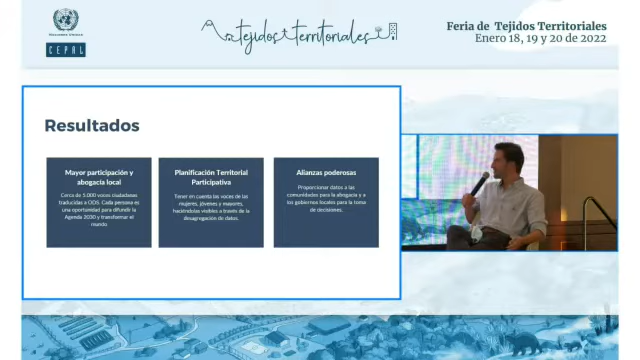 NACIONES UNIDAS
CEPAL
tejidos territoriales
Feria de Tejidos Territoriales
Enero 18, 19 y 20 de 2022
Resultados
Mayor participación y
abogacía local
Cerca de 5.000 voces ciudadanas
traducidas a ODS. Cada persona es
una oportunidad para difundir la
Agenda 2030 y transformar el
mundo.
Planificación Territorial
Participativa
Tener en cuenta las voces de las
mujeres, jóvenes y mayores,
haciéndolas visibles a través de la
desagregación de datos.
Alianzas poderosas
Proporcionar datos a las
comunidades para la abogacía y a
los gobiernos locales para la toma
de decisiones.